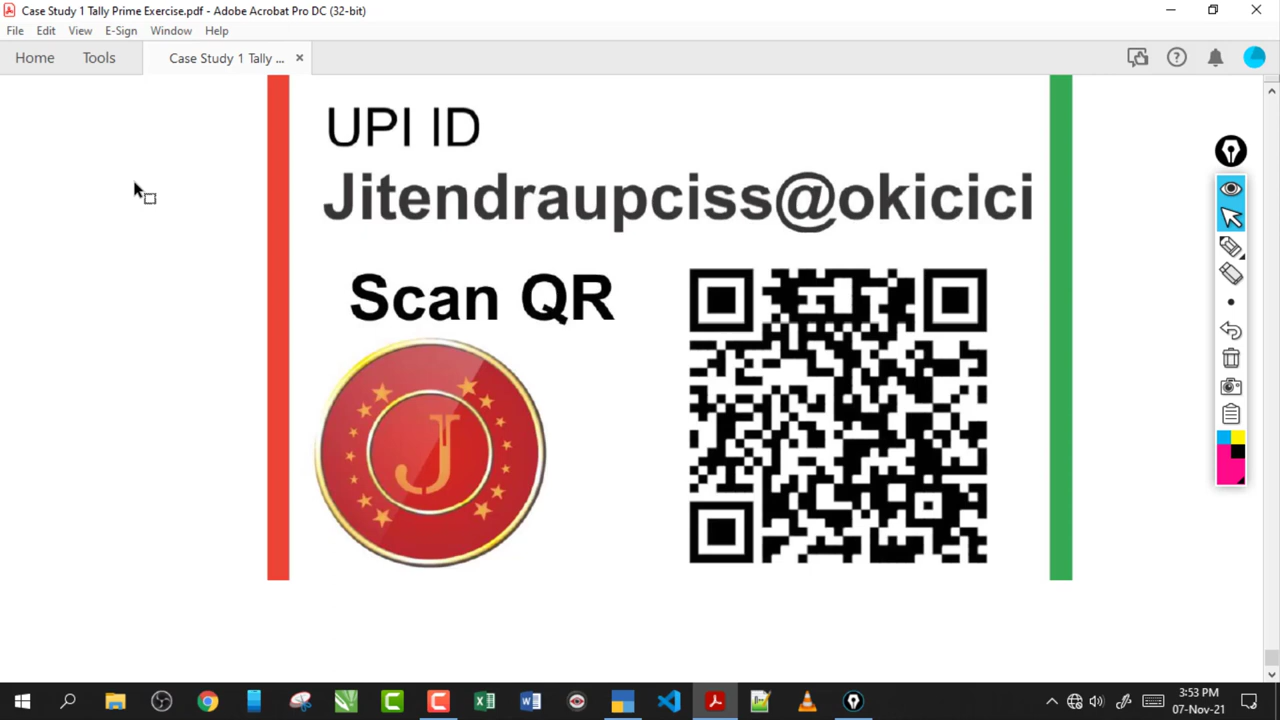 Case Study 1 Tally Prime Exercise.pdf - Adobe Acrobat Pro DC (32-bit)
File Edit View E-Sign Window Help
Home Tools Case Study 1 Tally ...
UPI ID
Jitendraupciss@okicici
Scan QR
J
3:53 PM
07-Nov-21